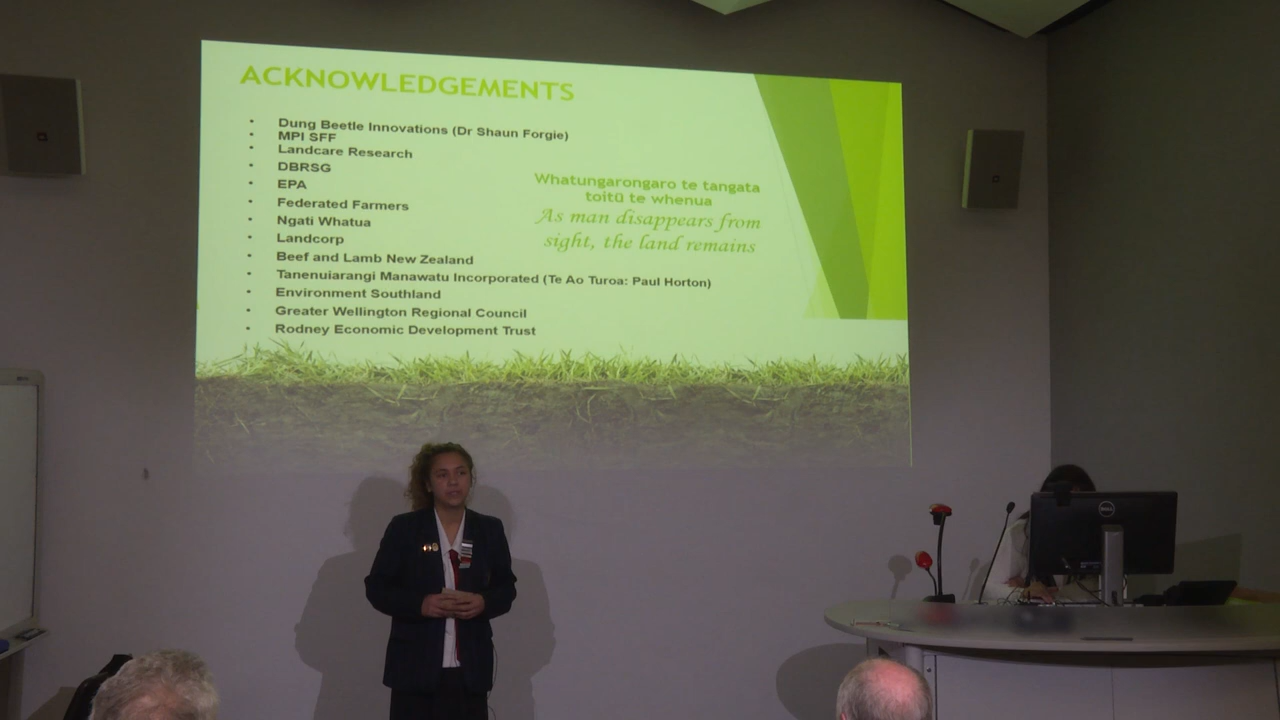 ACKNOWLEDGEMENTS
• Dung Beetle Innovations (Dr Shaun Forgie)
• MPI SFF
• Landcare Research
• DBRSG
• EPA
• Federated Farmers
• Ngati Whatua
• Landcorp
• Beef and Lamb New Zealand
• Tanenuiarangi Manawatu Incorporated (Te Ao Turoa: Paul Horton)
• Environment Southland
• Greater Wellington Regional Council
• Rodney Economic Development Trust
Whatungarongaro te tangata
toitū te whenua
As man disappears from
sight, the land remains
DELL